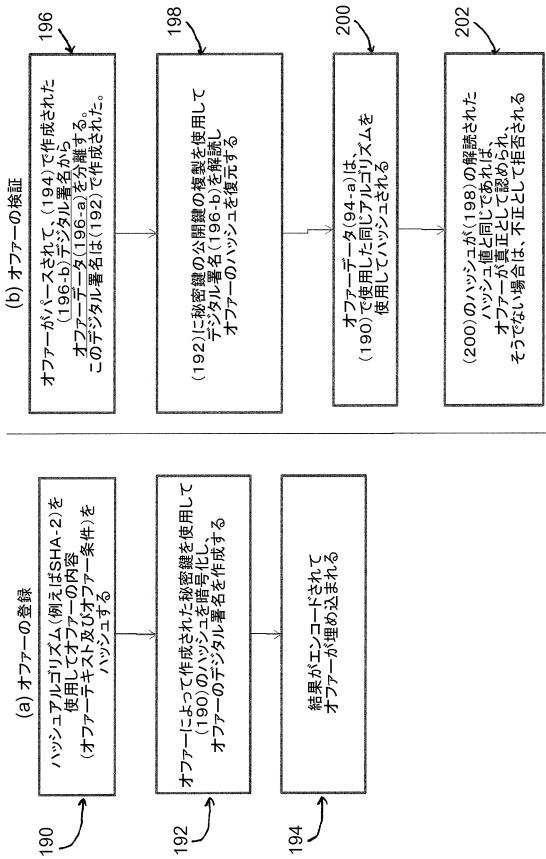 (a) オファーの登録
190
ハッシュアルゴリズム(例えばSHA-2)を
使用してオファーの内容
(オファーテキスト及びオファー条件)を
ハッシュする
192
オファーによって作成された秘密鍵を使用して
(190)のハッシュを暗号化し、
オファーのデジタル署名を作成する
194
結果がエンコードされて
オファーが埋め込まれる
(b) オファーの検証
196
オファーがパースされて、(194)で作成された
(196-b)デジタル署名から
オファーデータ(196-a)を分離する。
このデジタル署名は(192)で作成された。
198
(192)に秘密鍵の公開鍵の複製を使用して
デジタル署名(196-b)を解読し
オファーのハッシュを復元する
200
オファーデータ(94-a)は、
(190)で使用した同じアルゴリズムを
使用してハッシュされる
202
(200)のハッシュが(198)の解読された
ハッシュ値と同じであれば、
オファーが真正として認められ、
そうでない場合は、不正として拒否される